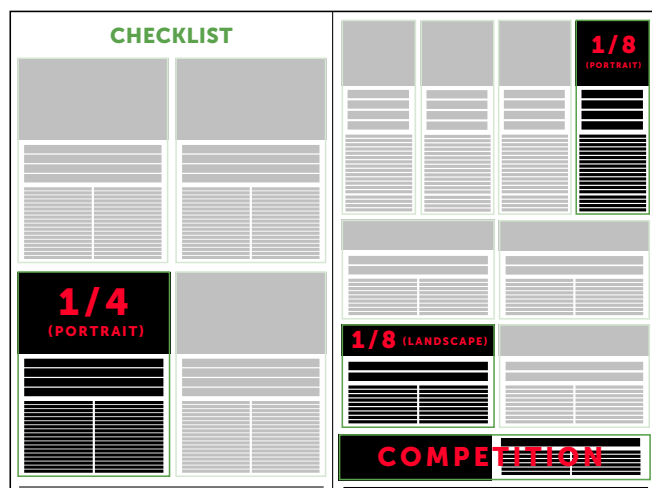 CHECKLIST
1/4
(PORTRAIT)
1/8
(PORTRAIT)
1/8 (LANDSCAPE)
COMPETITION